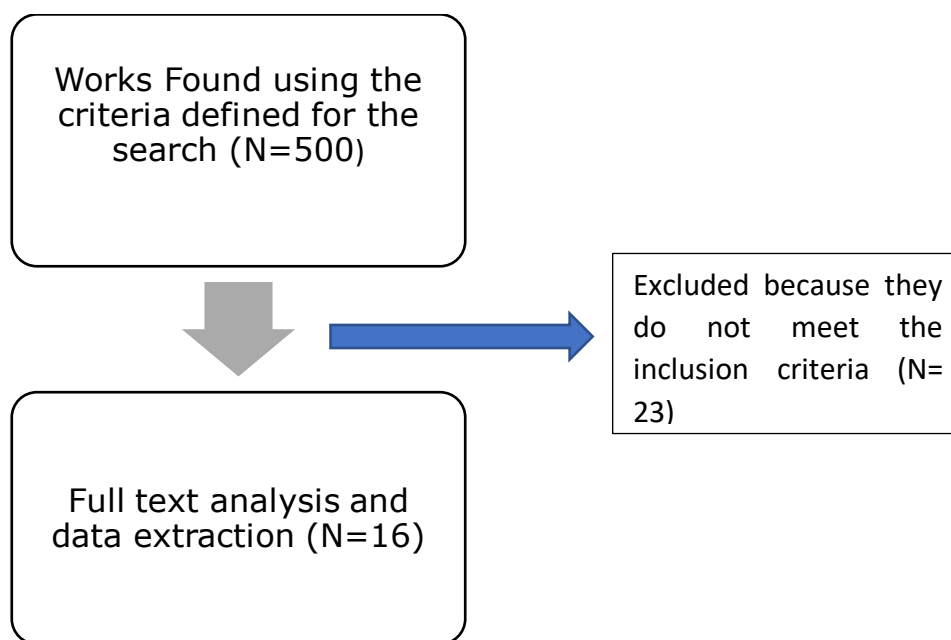 Works Found using the
criteria defined for the
search (N=500)
Excluded because they
do not meet the
inclusion criteria (N=
23)
Full text analysis and
data extraction (N=16)